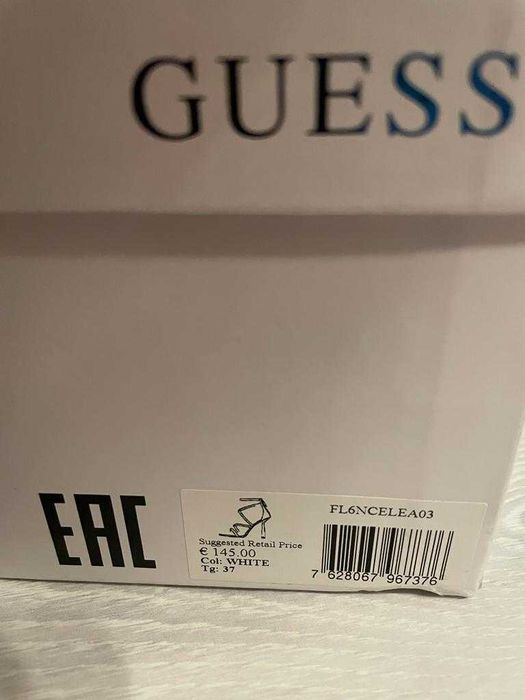 GUESS
EAC
Suggested Retail Price
€ 145.00
Col: WHITE
Tg: 37
FL6NCELEA03
7 628067 967376